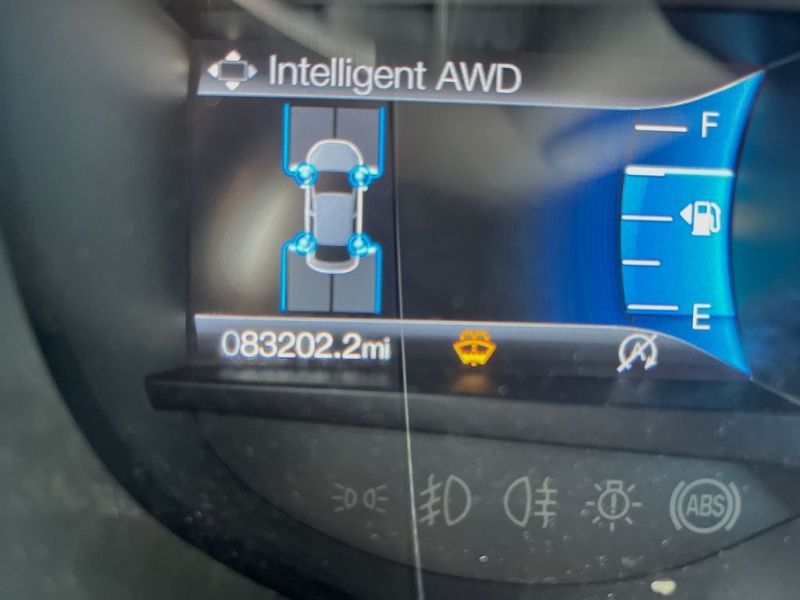 Intelligent AWD
F
E
083202.2mi
A
ABS